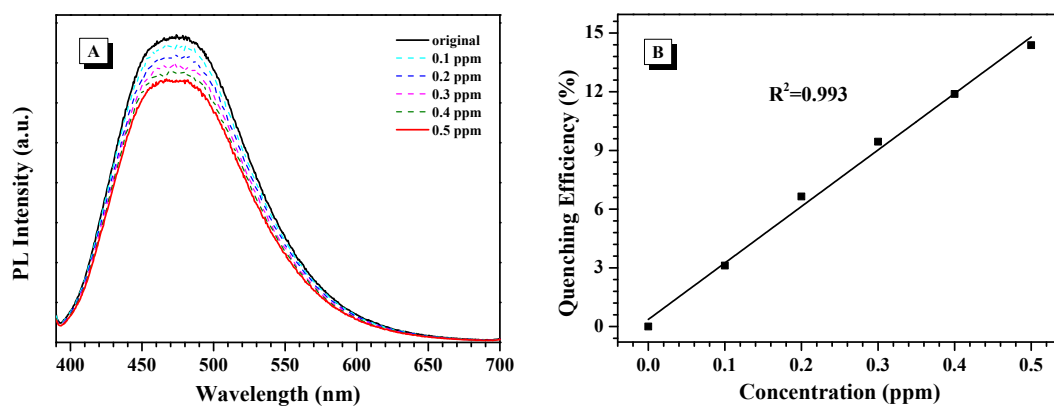 A
original
0.1 ppm
0.2 ppm
0.3 ppm
0.4 ppm
0.5 ppm
PL Intensity (a.u.)
400 450 500 550 600 650 700
Wavelength (nm)
B
R²=0.993
Quenching Efficiency (%)
15
12
9
6
3
0
0.0 0.1 0.2 0.3 0.4 0.5
Concentration (ppm)